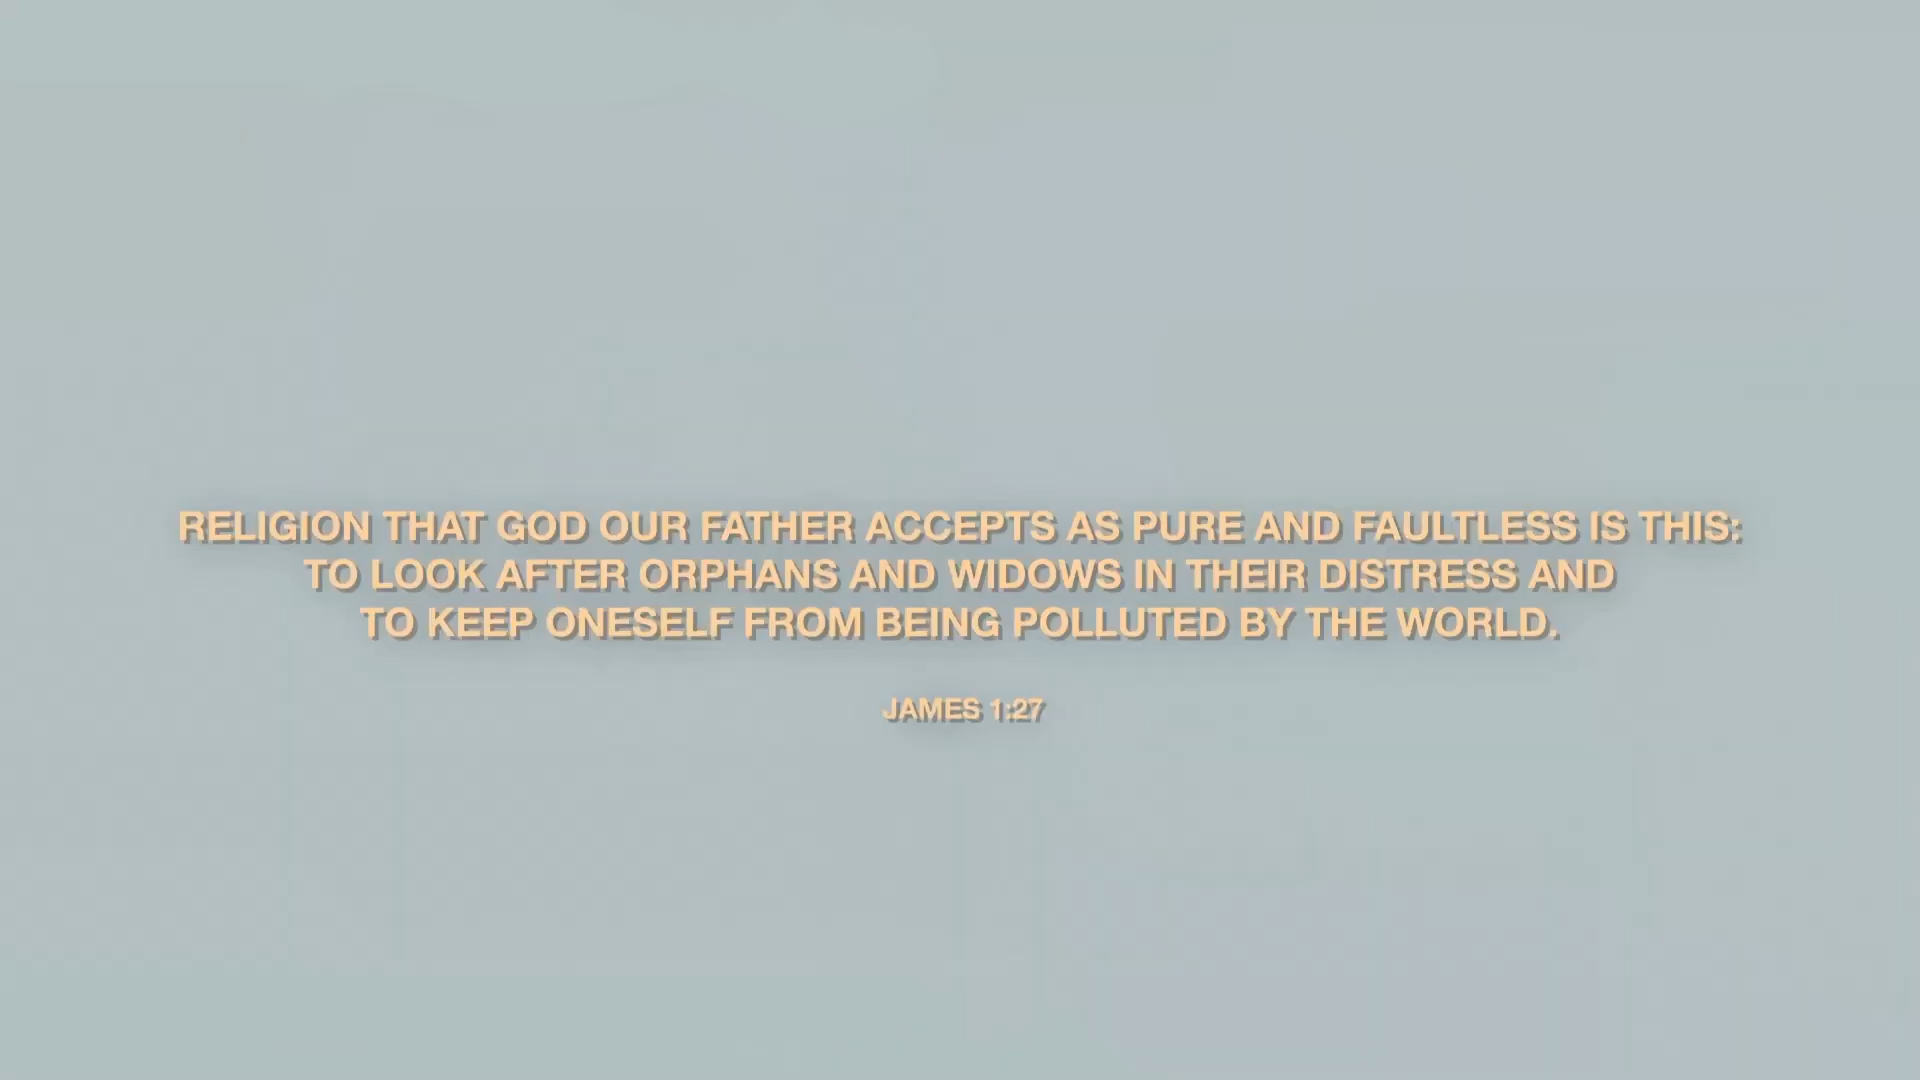 RELIGION THAT GOD OUR FATHER ACCEPTS AS PURE AND FAULTLESS IS THIS:
TO LOOK AFTER ORPHANS AND WIDOWS IN THEIR DISTRESS AND
TO KEEP ONESELF FROM BEING POLLUTED BY THE WORLD.
JAMES 1:27